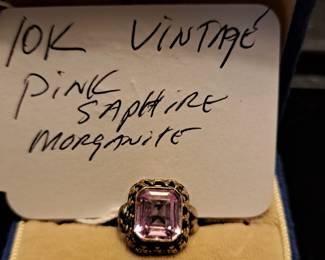 10K VINTAGE
PINK
SAPHIRE
MORGANITE